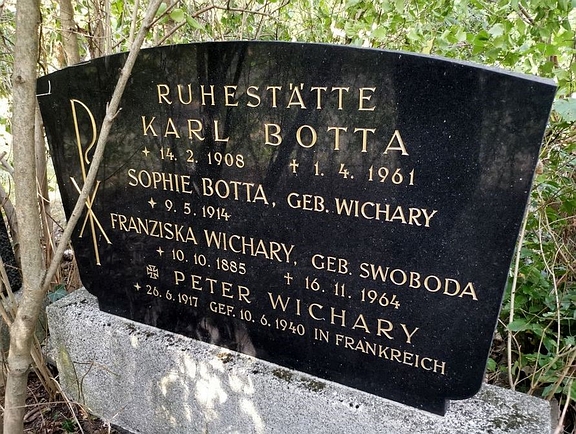 RUHESTÄTTE
KARL BOTTA
✦ 14. 2. 1908 ✝ 1. 4. 1961
SOPHIE BOTTA, GEB. WICHARY
✦ 9. 5. 1914
FRANZISKA WICHARY, GEB. SWOBODA
✦ 10. 10. 1885 ✝ 16. 11. 1964
✠ PETER WICHARY
✦ 26. 6. 1917 GEF. 10. 6. 1940 IN FRANKREICH